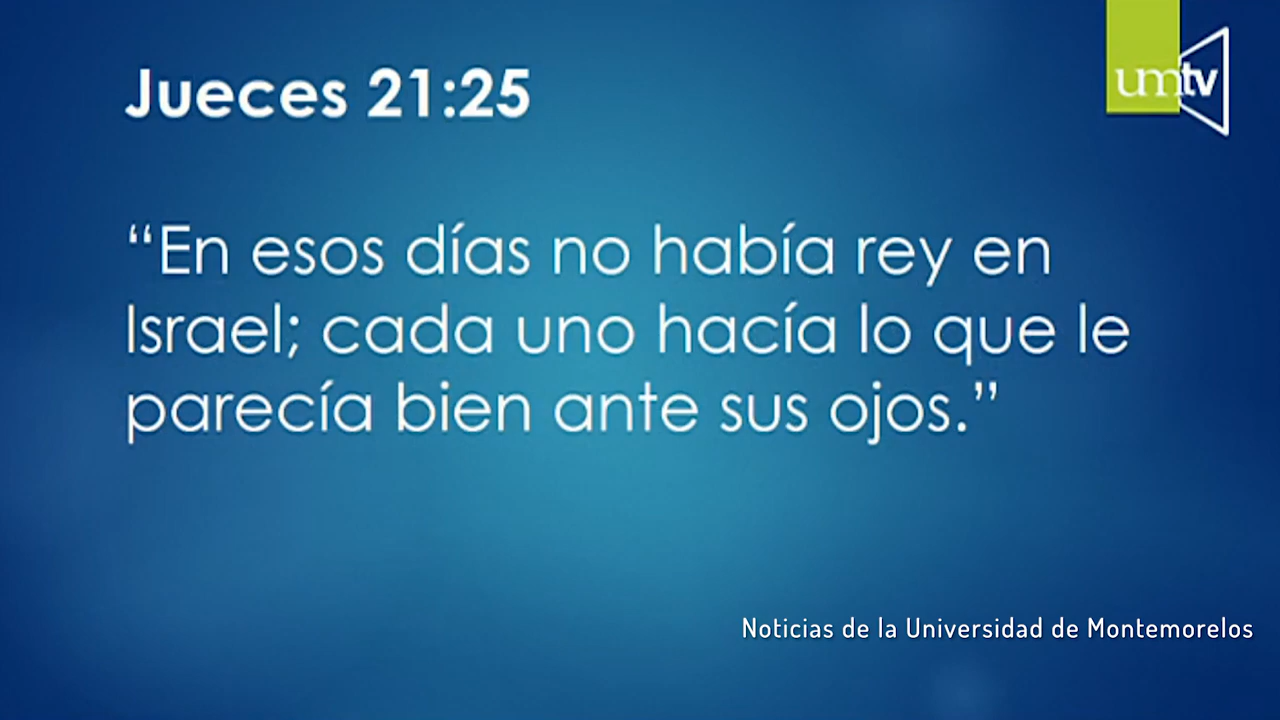 Jueces 21:25
umtv
“En esos días no había rey en
Israel; cada uno hacía lo que le
parecía bien ante sus ojos.”
Noticias de la Universidad de Montemorelos